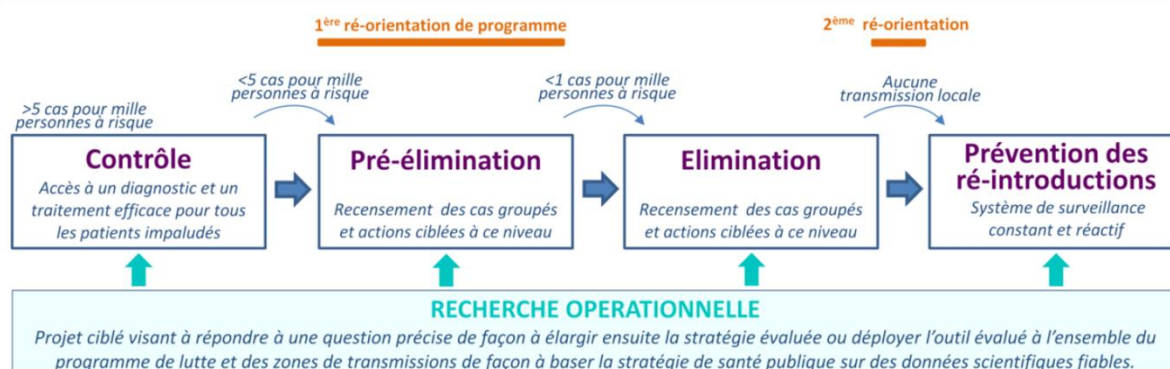 1ère ré-orientation de programme
2ème ré-orientation
>5 cas pour mille
personnes à risque
<5 cas pour mille
personnes à risque
<1 cas pour mille
personnes à risque
Aucune
transmission locale
Contrôle
Accès à un diagnostic et un
traitement efficace pour tous
les patients impaludés
Pré-élimination
Recensement des cas groupés
et actions ciblées à ce niveau
Elimination
Recensement des cas groupés
et actions ciblées à ce niveau
Prévention des
ré-introductions
Système de surveillance
constant et réactif
RECHERCHE OPERATIONNELLE
Projet ciblé visant à répondre à une question précise de façon à élargir ensuite la stratégie évaluée ou déployer l'outil évalué à l'ensemble du
programme de lutte et des zones de transmissions de façon à baser la stratégie de santé publique sur des données scientifiques fiables.